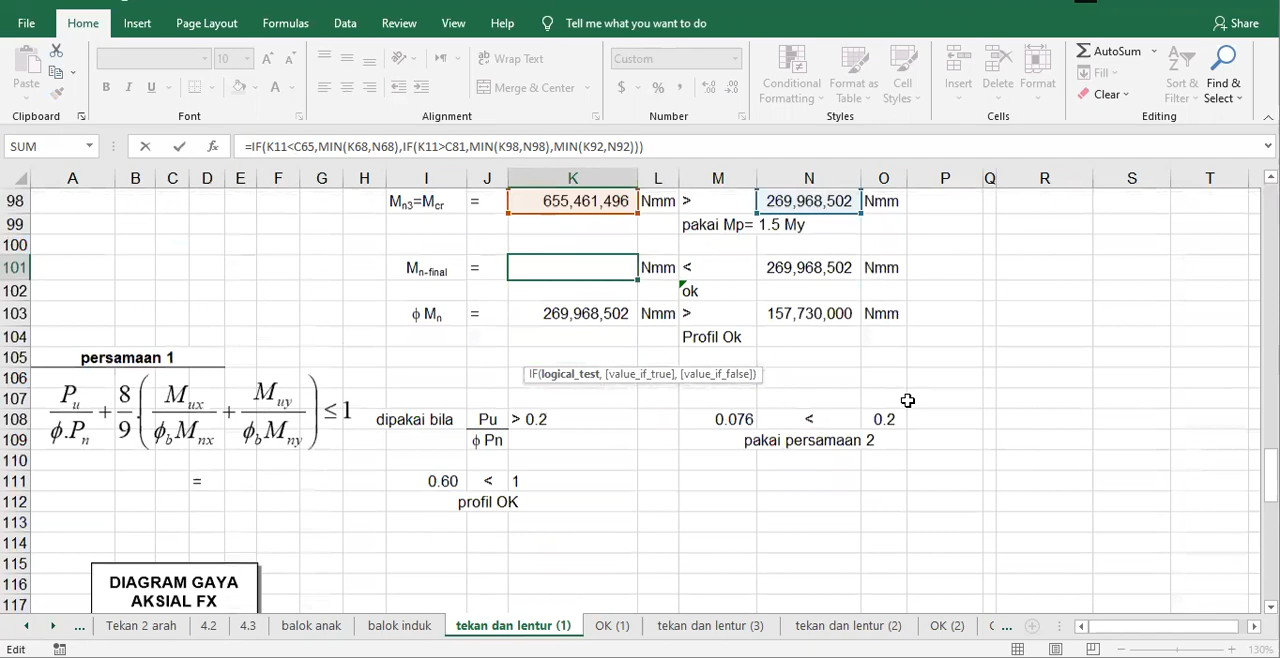 File Home Insert Page Layout Formulas Data Review View Help Tell me what you want to do Share
Paste
10
Wrap Text
Custom
Merge & Center
Conditional Formatting
Format as Table
Cell Styles
Insert Delete Format
AutoSum
Fill
Clear
Sort & Filter
Find & Select
Clipboard Font Alignment Number Styles Cells Editing
SUM =IF(K11<C65,MIN(K68,N68),IF(K11>C81,MIN(K98,N98),MIN(K92,N92)))
A B C D E F G H I J K L M N O P Q R S T
98 Mn3=Mcr = 655,461,496 Nmm > 269,968,502 Nmm
99 pakai Mp= 1.5 My
100
101 Mn-final = Nmm < 269,968,502 Nmm
102 ok
103 ϕ Mn = 269,968,502 Nmm > 157,730,000 Nmm
104 Profil Ok
105 persamaan 1
IF(logical_test, [value_if_true], [value_if_false])
106
107
Pu/ϕ.Pn + 8/9.(Mux/ϕbMnx + Muy/ϕbMny) ≤ 1
108 dipakai bila Pu > 0.2 0.076 < 0.2
109 ϕ Pn pakai persamaan 2
110
111 = 0.60 < 1
112 profil OK
113
114
115
116 DIAGRAM GAYA
117 AKSIAL FX
... Tekan 2 arah 4.2 4.3 balok anak balok induk tekan dan lentur (1) OK (1) tekan dan lentur (3) tekan dan lentur (2) OK (2) ...
Edit 130%